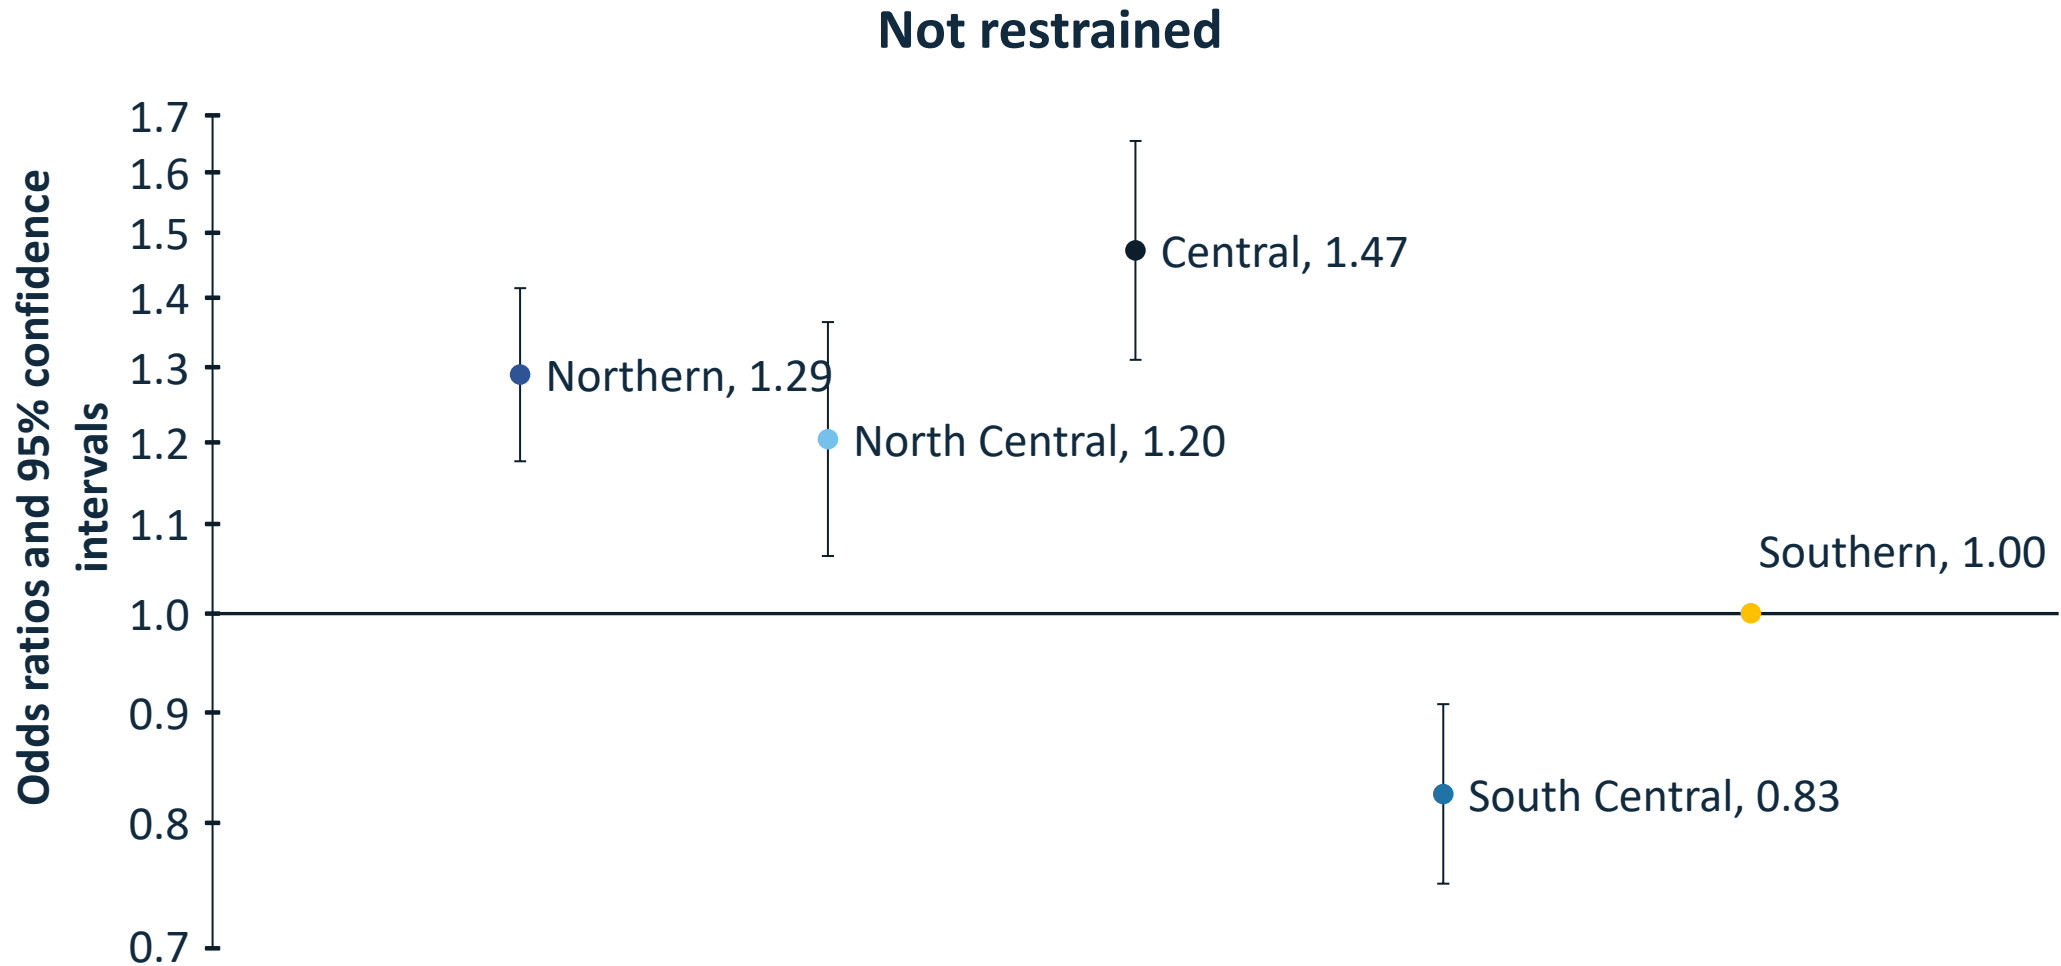 Not restrained
Odds ratios and 95% confidence
intervals
1.7
1.6
1.5
1.4
1.3
1.2
1.1
1.0
0.9
0.8
0.7
Northern, 1.29
North Central, 1.20
Central, 1.47
South Central, 0.83
Southern, 1.00